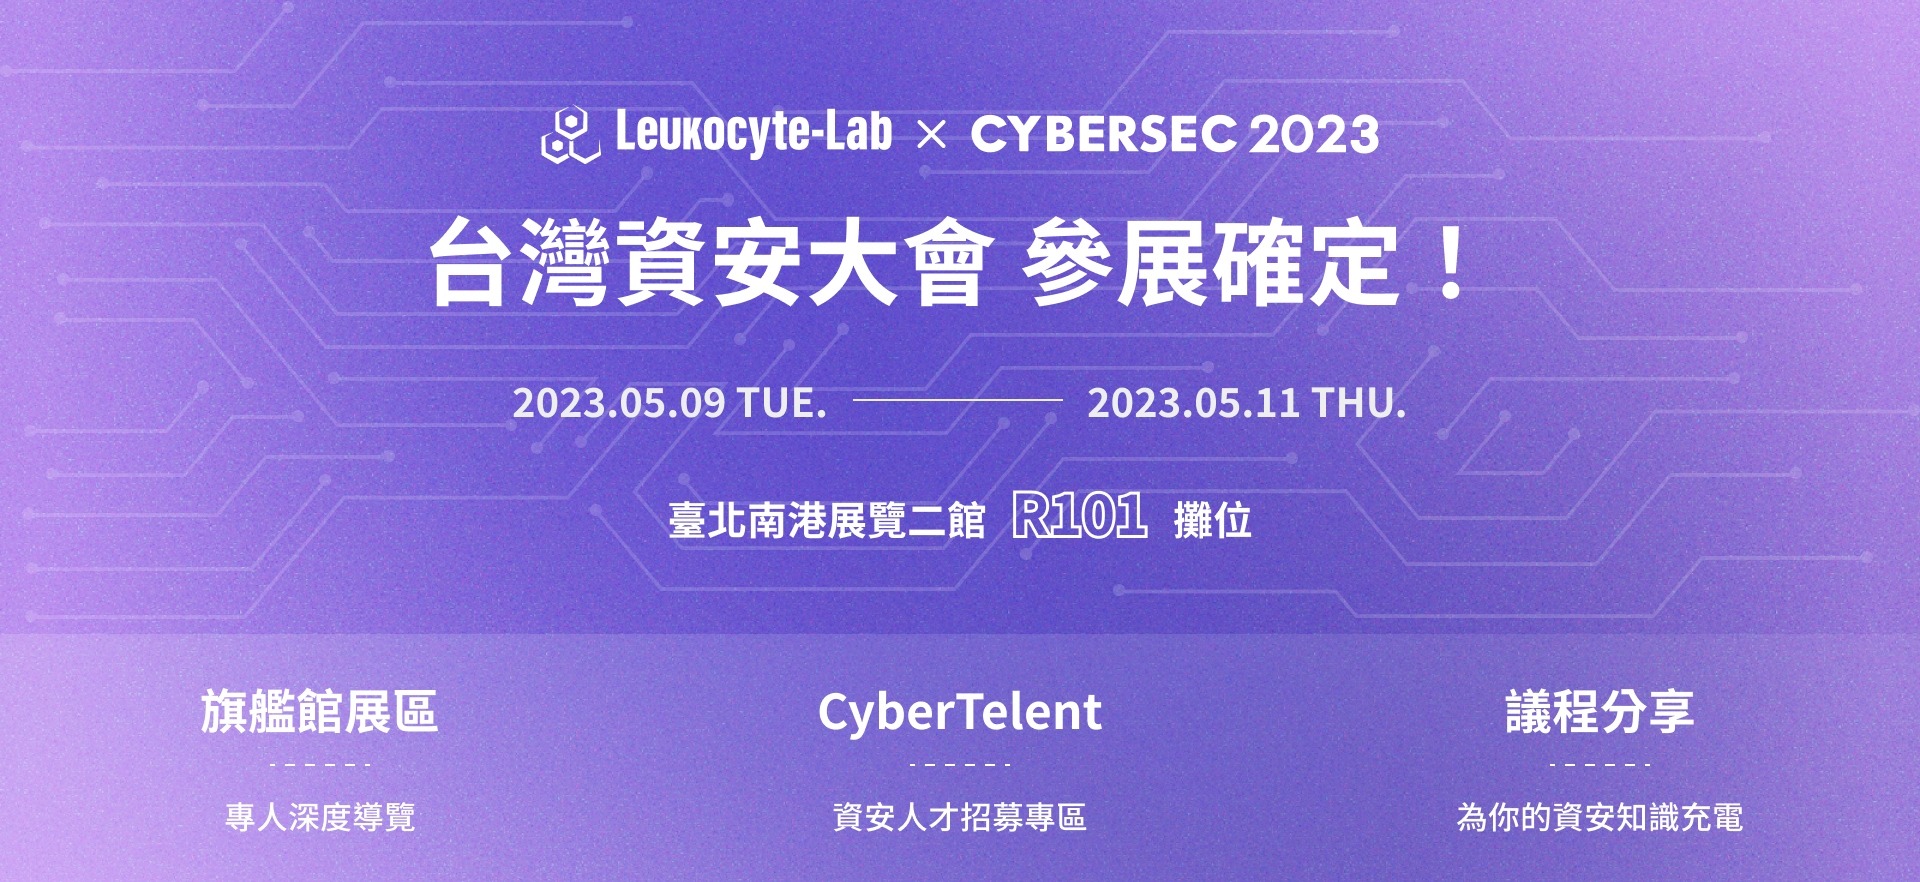 Leukocyte-Lab × CYBERSEC 2023
台灣資安大會 參展確定！
2023.05.09 TUE. 2023.05.11 THU.
臺北南港展覽二館 R101 攤位
旗艦館展區
專人深度導覽
CyberTelent
資安人才招募專區
議程分享
為你的資安知識充電